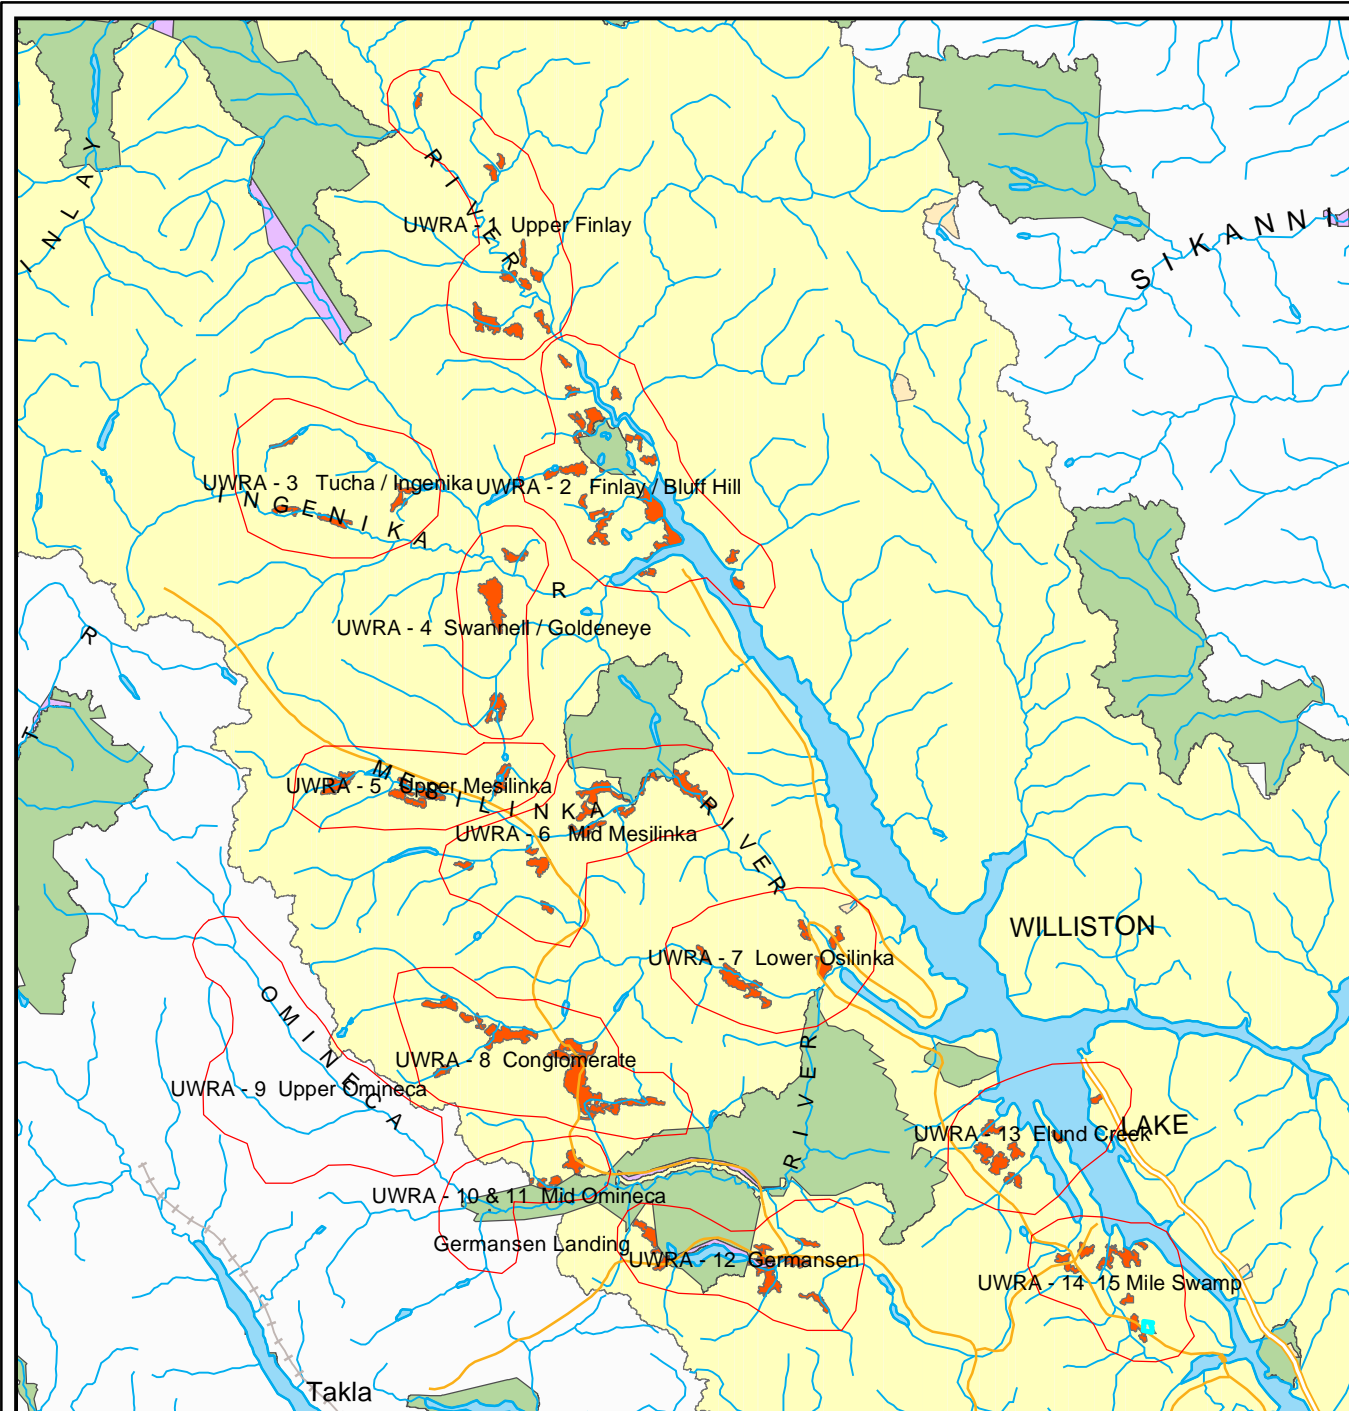 INLAY
RIVER
UWRA - 1 Upper Finlay
SIKANNI
UWRA - 3 Tucha / Ingenika
UWRA - 2 Finlay / Bluff Hill
INGENIKA
R
UWRA - 4 Swannell / Goldeneye
R
T
MESILINKA
UWRA - 5 Upper Mesilinka
RIVER
UWRA - 6 Mid Mesilinka
WILLISTON
UWRA - 7 Lower Osilinka
OMINECA
RIVER
UWRA - 8 Conglomerate
UWRA - 9 Upper Omineca
LAKE
UWRA - 13 Elund Creek
R
UWRA - 10 & 11 Mid Omineca
Germansen Landing
UWRA - 12 Germansen
UWRA - 14 15 Mile Swamp
Takla